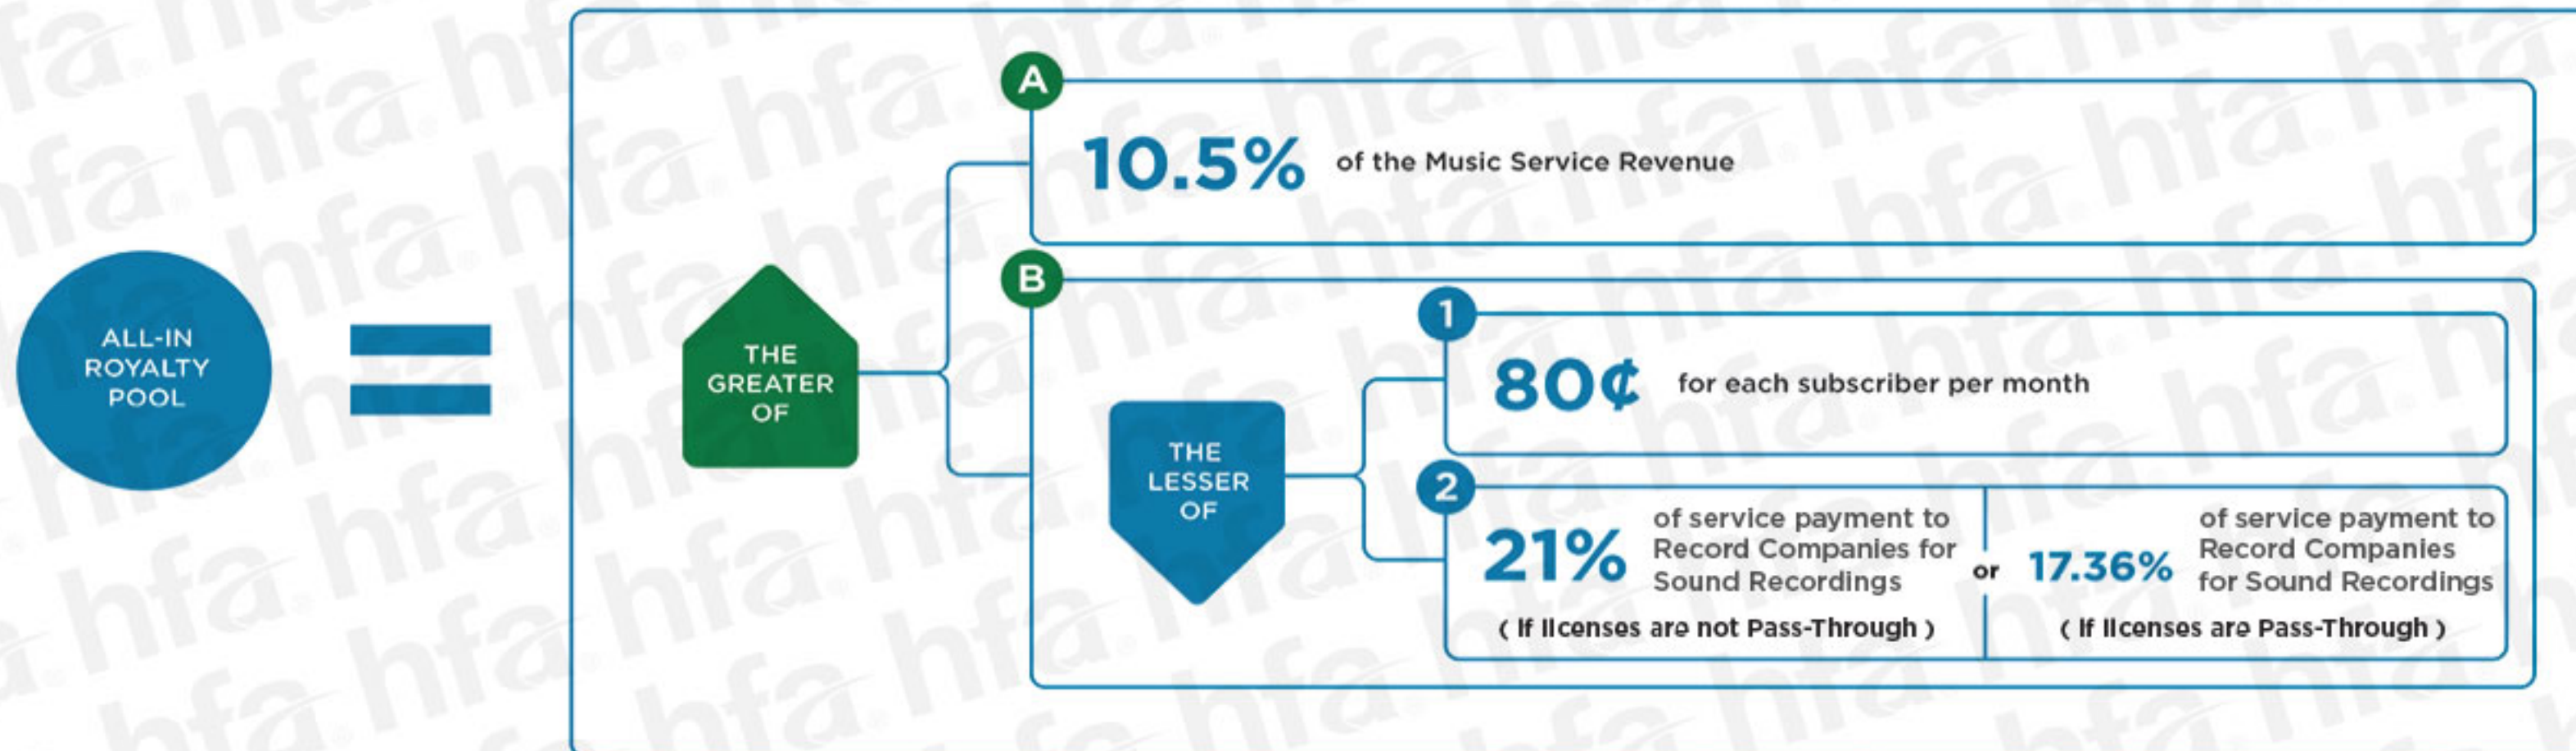 ALL-IN
ROYALTY
POOL
THE
GREATER
OF
A
10.5% of the Music Service Revenue
B
THE
LESSER
OF
1
80¢ for each subscriber per month
2
21%
of service payment to
Record Companies for
Sound Recordings
( If licenses are not Pass-Through )
or
17.36%
of service payment to
Record Companies
for Sound Recordings
( If licenses are Pass-Through )
hfa